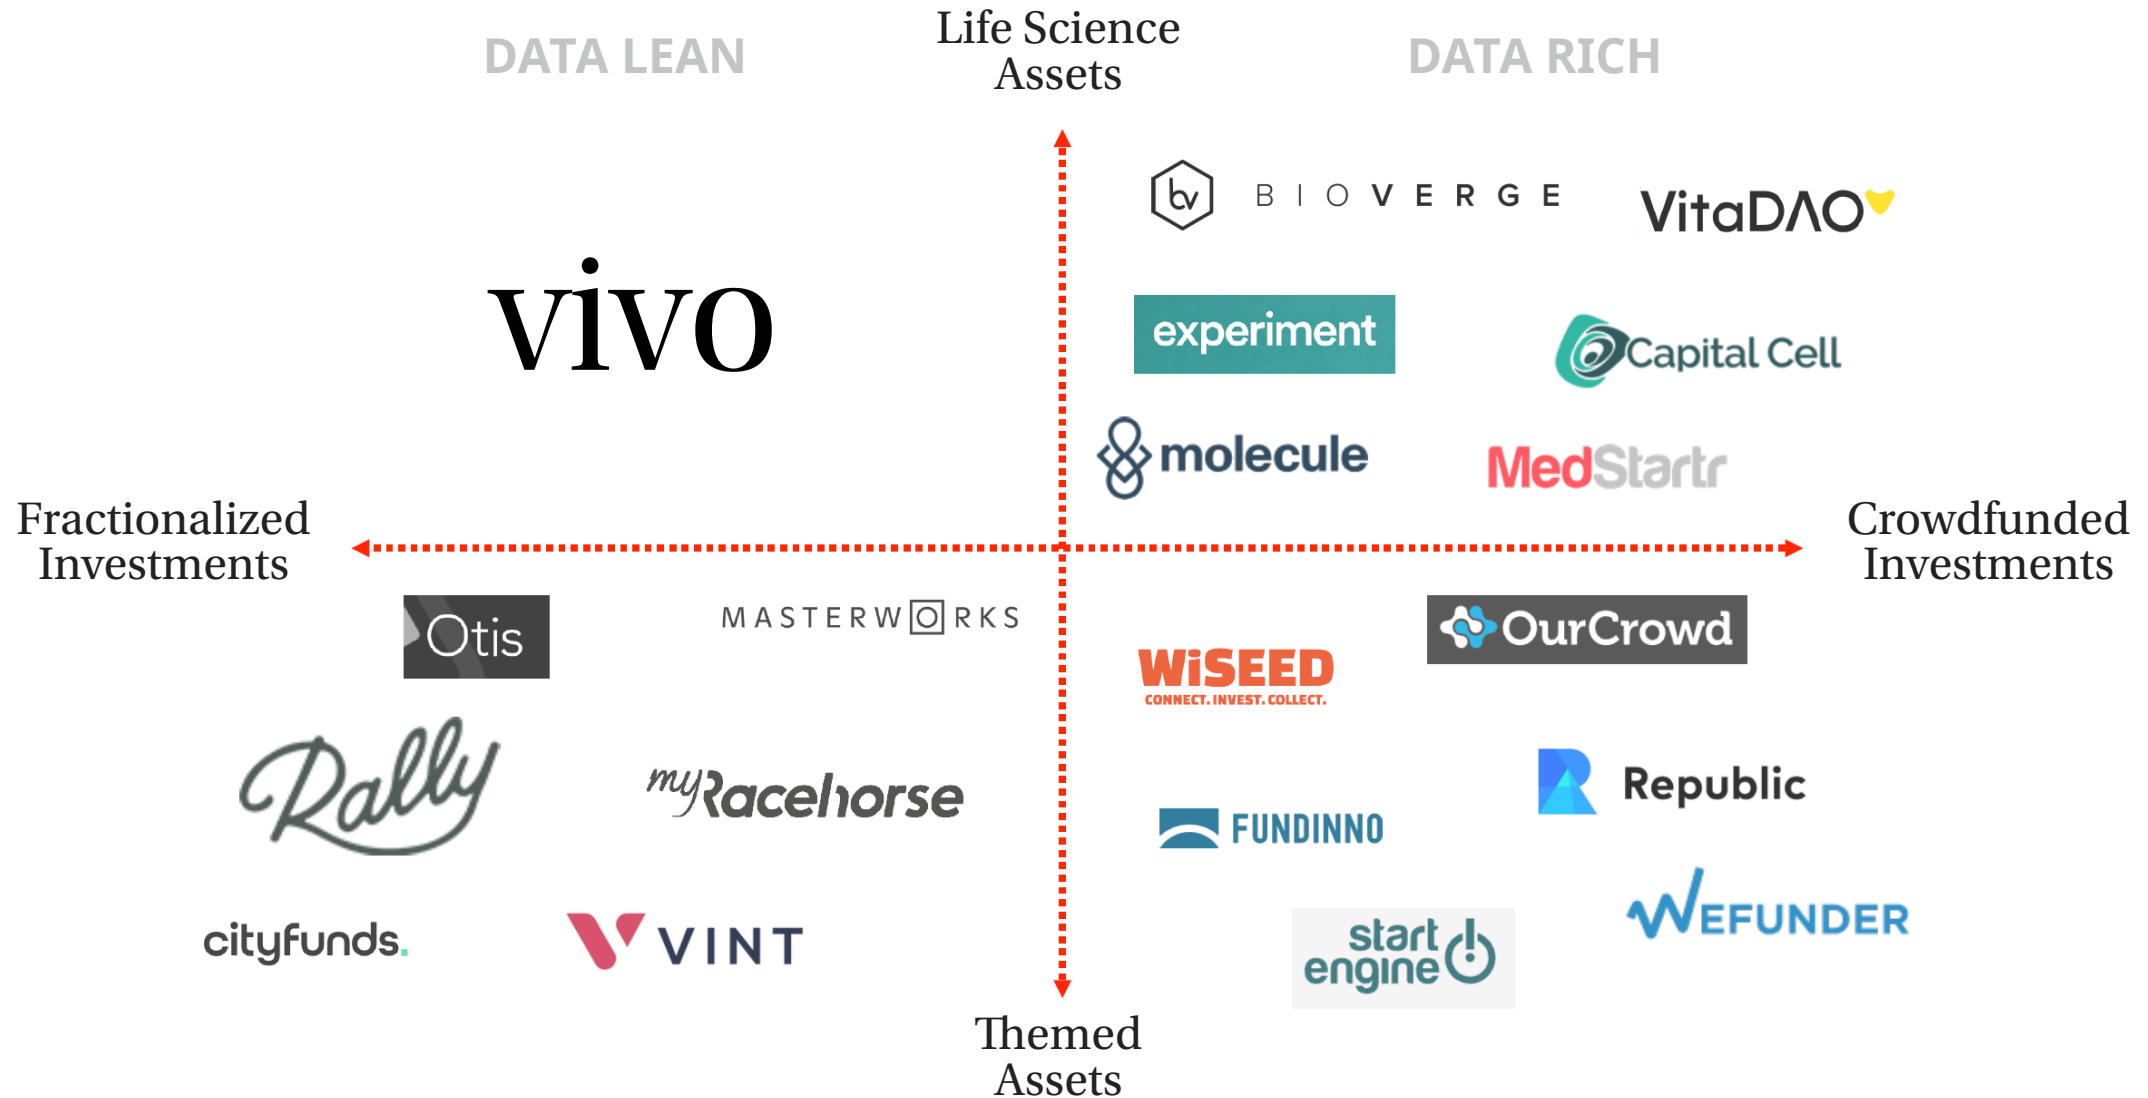 DATA LEAN
Life Science
Assets
DATA RICH
bv
BIOVERGE
VitaDAO
vivo
experiment
Capital Cell
molecule
MedStartr
Fractionalized
Investments
Crowdfunded
Investments
Otis
MASTERWORKS
WiSEED
CONNECT. INVEST. COLLECT.
OurCrowd
Rally
myRacehorse
Republic
FUNDINNO
WEFUNDER
cityfunds.
VINT
start
engine
Themed
Assets